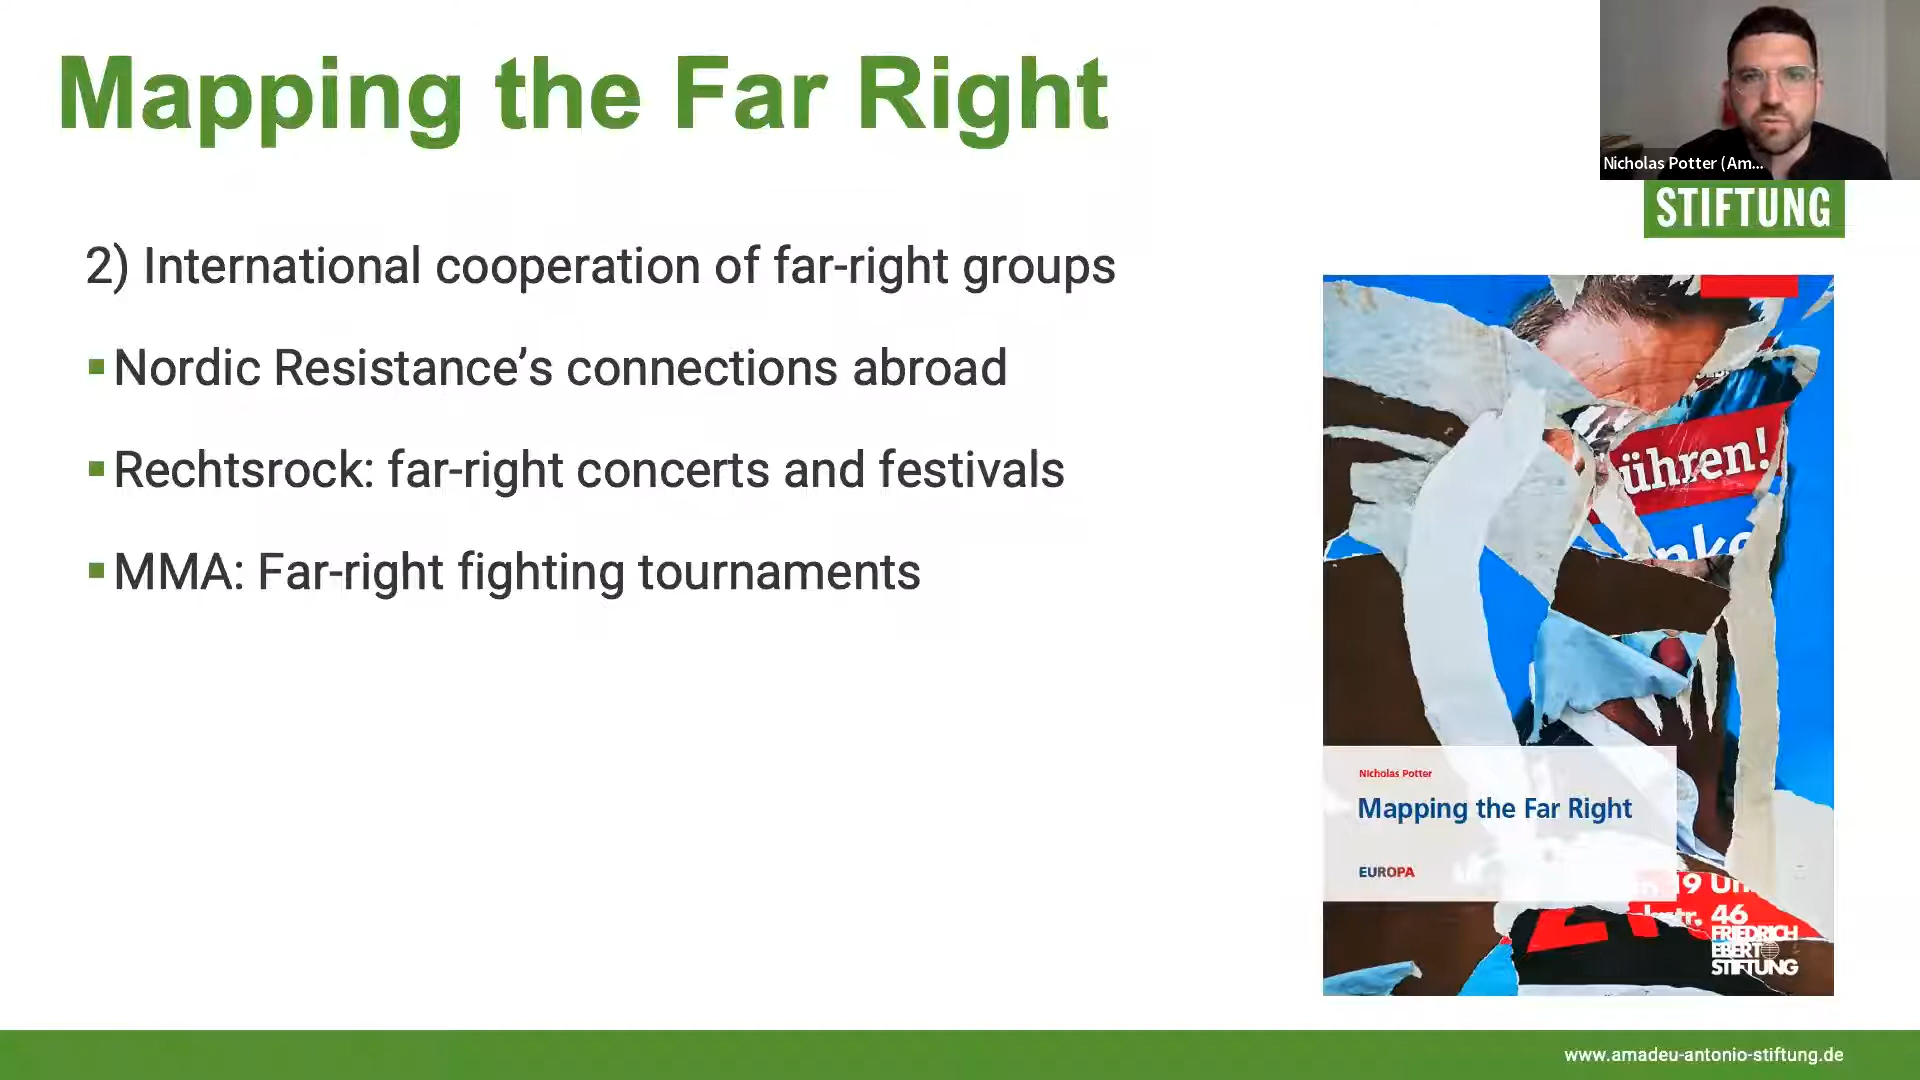 Mapping the Far Right
Nicholas Potter (Am...
STIFTUNG
2) International cooperation of far-right groups
Nordic Resistance’s connections abroad
Rechtsrock: far-right concerts and festivals
MMA: Far-right fighting tournaments
ühren!
Nicholas Potter
Mapping the Far Right
EUROPA
19 Un
str. 46
FRIEDRICH
EBERT
STIFTUNG
www.amadeu-antonio-stiftung.de